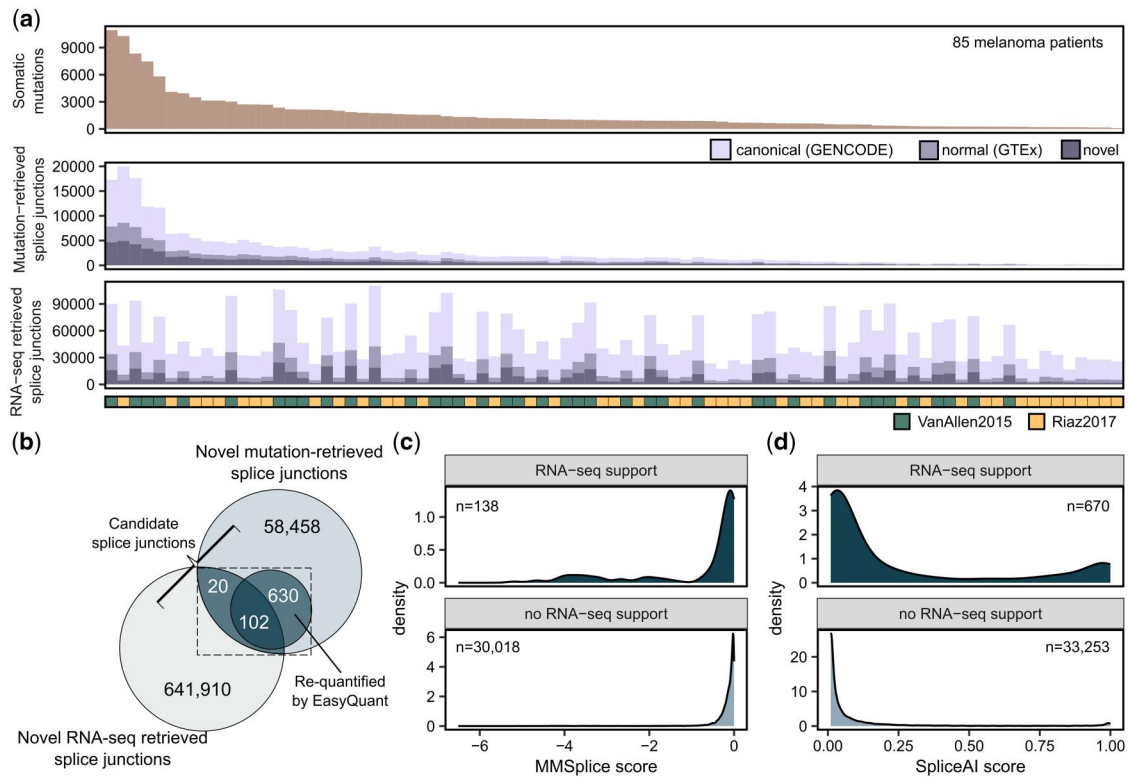 (a)
Somatic
mutations
9000
6000
3000
0
85 melanoma patients
canonical (GENCODE)
normal (GTEx)
novel
Mutation−retrieved
splice junctions
20000
15000
10000
5000
0
RNA−seq retrieved
splice junctions
90000
60000
30000
0
VanAllen2015
Riaz2017
(b)
Novel mutation-retrieved
splice junctions
Candidate
splice junctions
58,458
20
630
102
641,910
Re-quantified
by EasyQuant
Novel RNA-seq retrieved
splice junctions
(c)
RNA−seq support
n=138
1.0
0.5
0.0
density
no RNA−seq support
n=30,018
6
4
2
0
−6
−4
−2
0
MMSplice score
(d)
RNA−seq support
n=670
4
3
2
1
0
density
no RNA−seq support
n=33,253
20
10
0
0.00
0.25
0.50
0.75
1.00
SpliceAI score